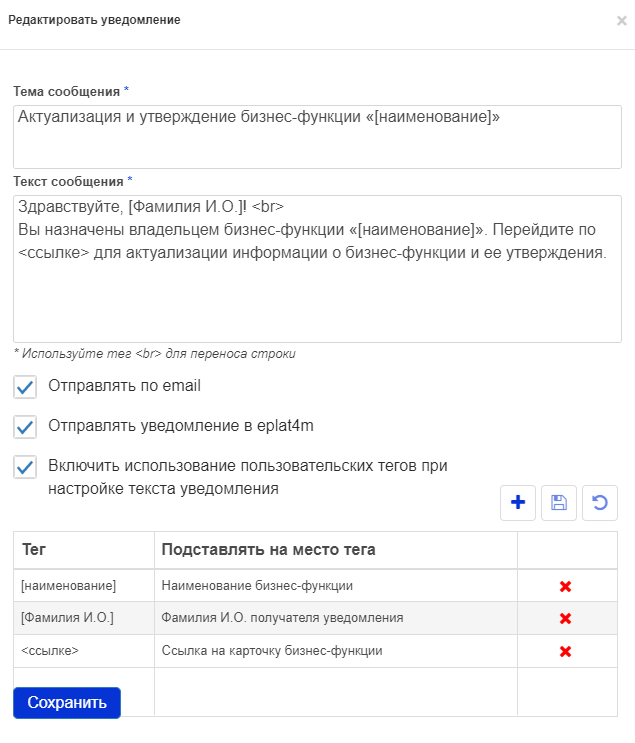 Редактировать уведомление
Тема сообщения *
Актуализация и утверждение бизнес-функции «[наименование]»
Текст сообщения *
Здравствуйте, [Фамилия И.О.]! <br>
Вы назначены владельцем бизнес-функции «[наименование]». Перейдите по
<ссылке> для актуализации информации о бизнес-функции и ее утверждения.
* Используйте тег <br> для переноса строки
Отправлять по email
Отправлять уведомление в eplat4m
Включить использование пользовательских тегов при
настройке текста уведомления
Тег Подставлять на место тега
[наименование] Наименование бизнес-функции
[Фамилия И.О.] Фамилия И.О. получателя уведомления
<ссылке> Ссылка на карточку бизнес-функции
Сохранить